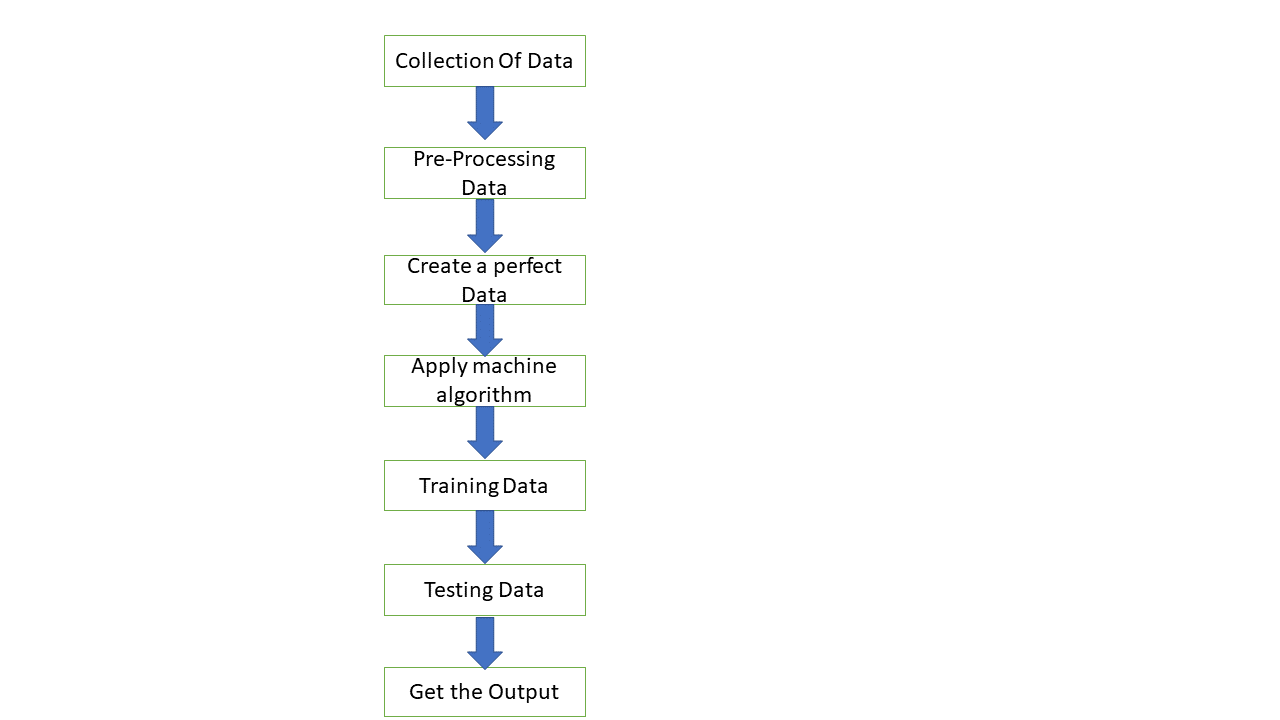 Collection Of Data
Pre-Processing
Data
Create a perfect
Data
Apply machine
algorithm
Training Data
Testing Data
Get the Output